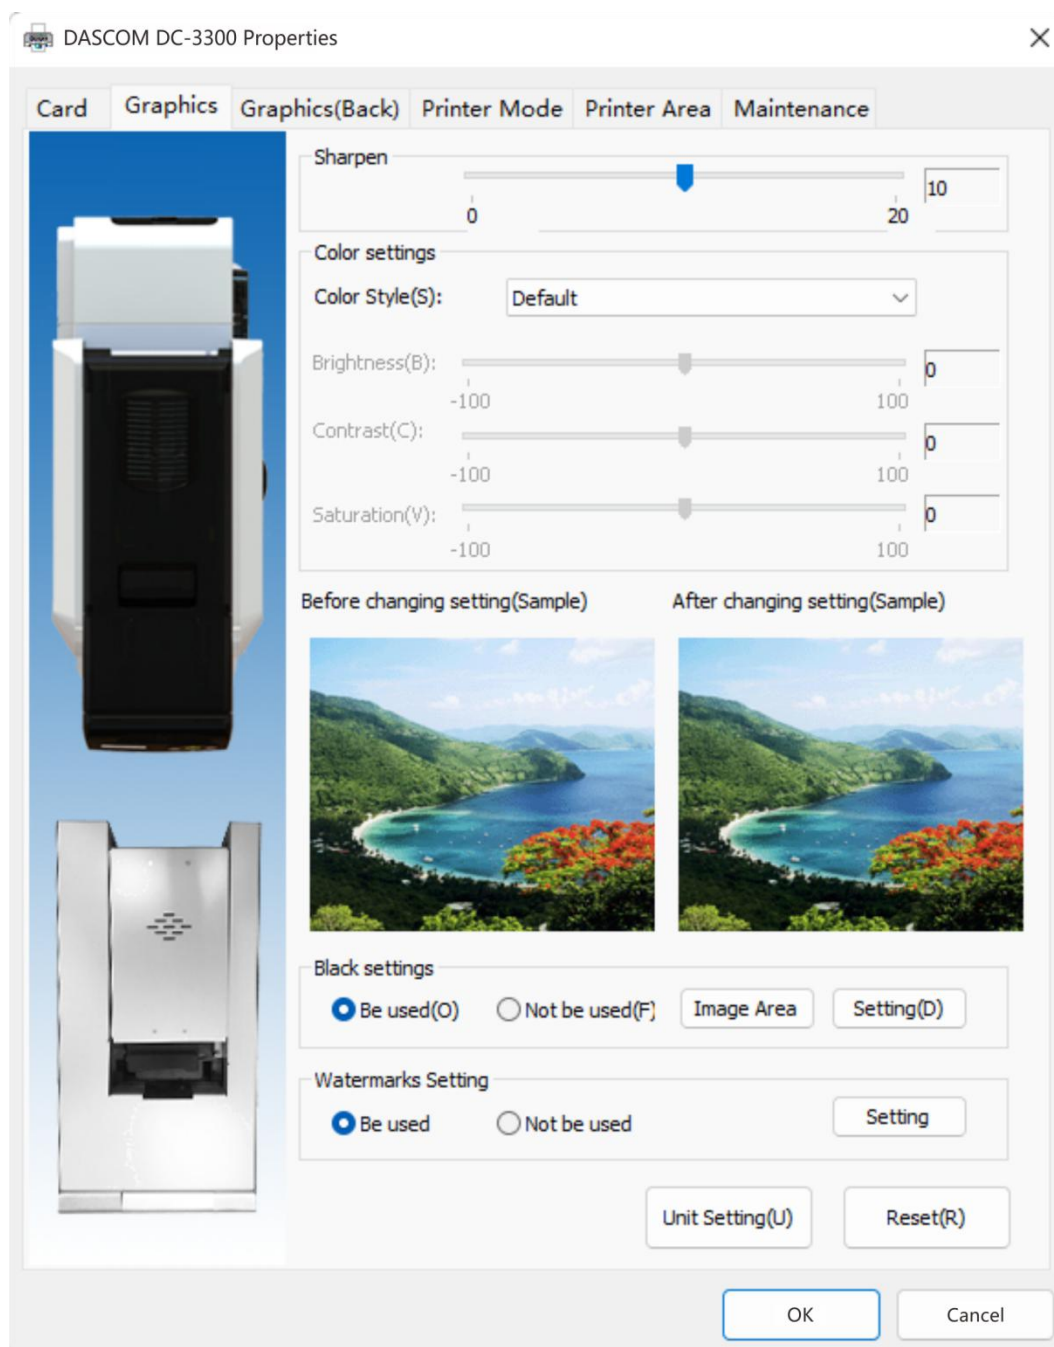 DASCOM DC-3300 Properties
Card Graphics Graphics(Back) Printer Mode Printer Area Maintenance
Sharpen
10
0 20
Color settings
Color Style(S): Default
Brightness(B): 0
-100 100
Contrast(C): 0
-100 100
Saturation(V): 0
-100 100
Before changing setting(Sample) After changing setting(Sample)
Black settings
Be used(O) Not be used(F) Image Area Setting(D)
Watermarks Setting
Be used Not be used Setting
Unit Setting(U) Reset(R)
OK Cancel